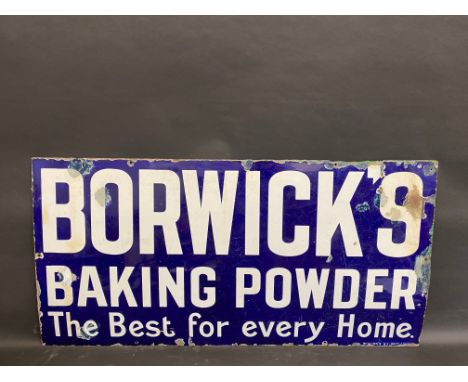 BORWICK'S
BAKING POWDER
The Best for every Home.